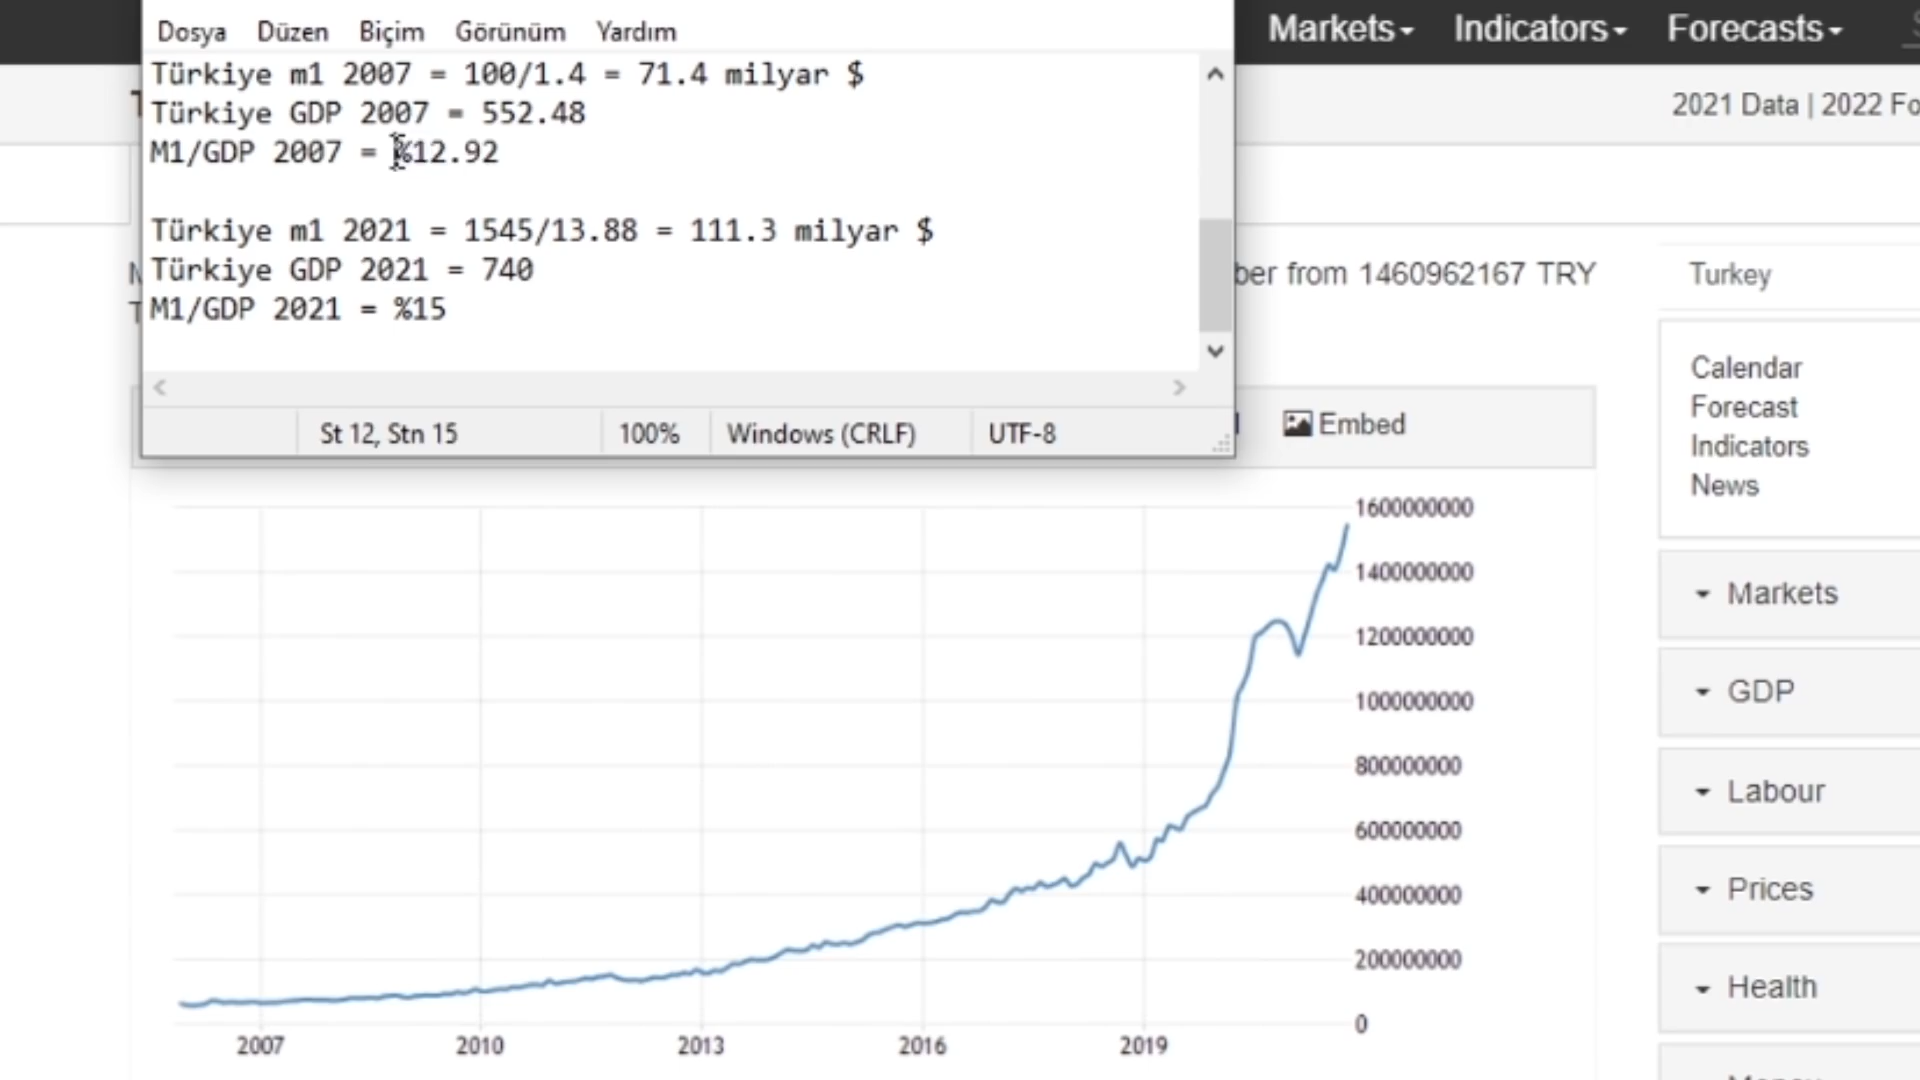 Dosya Düzen Biçim Görünüm Yardım
Markets Indicators Forecasts
Türkiye m1 2007 = 100/1.4 = 71.4 milyar $
Türkiye GDP 2007 = 552.48
M1/GDP 2007 = %12.92
Türkiye m1 2021 = 1545/13.88 = 111.3 milyar $
Türkiye GDP 2021 = 740
M1/GDP 2021 = %15
St 12, Stn 15 100% Windows (CRLF) UTF-8
2021 Data | 2022 Fo
ber from 1460962167 TRY
Embed
1600000000
1400000000
1200000000
1000000000
800000000
600000000
400000000
200000000
0
2007 2010 2013 2016 2019
Turkey
Calendar
Forecast
Indicators
News
Markets
GDP
Labour
Prices
Health